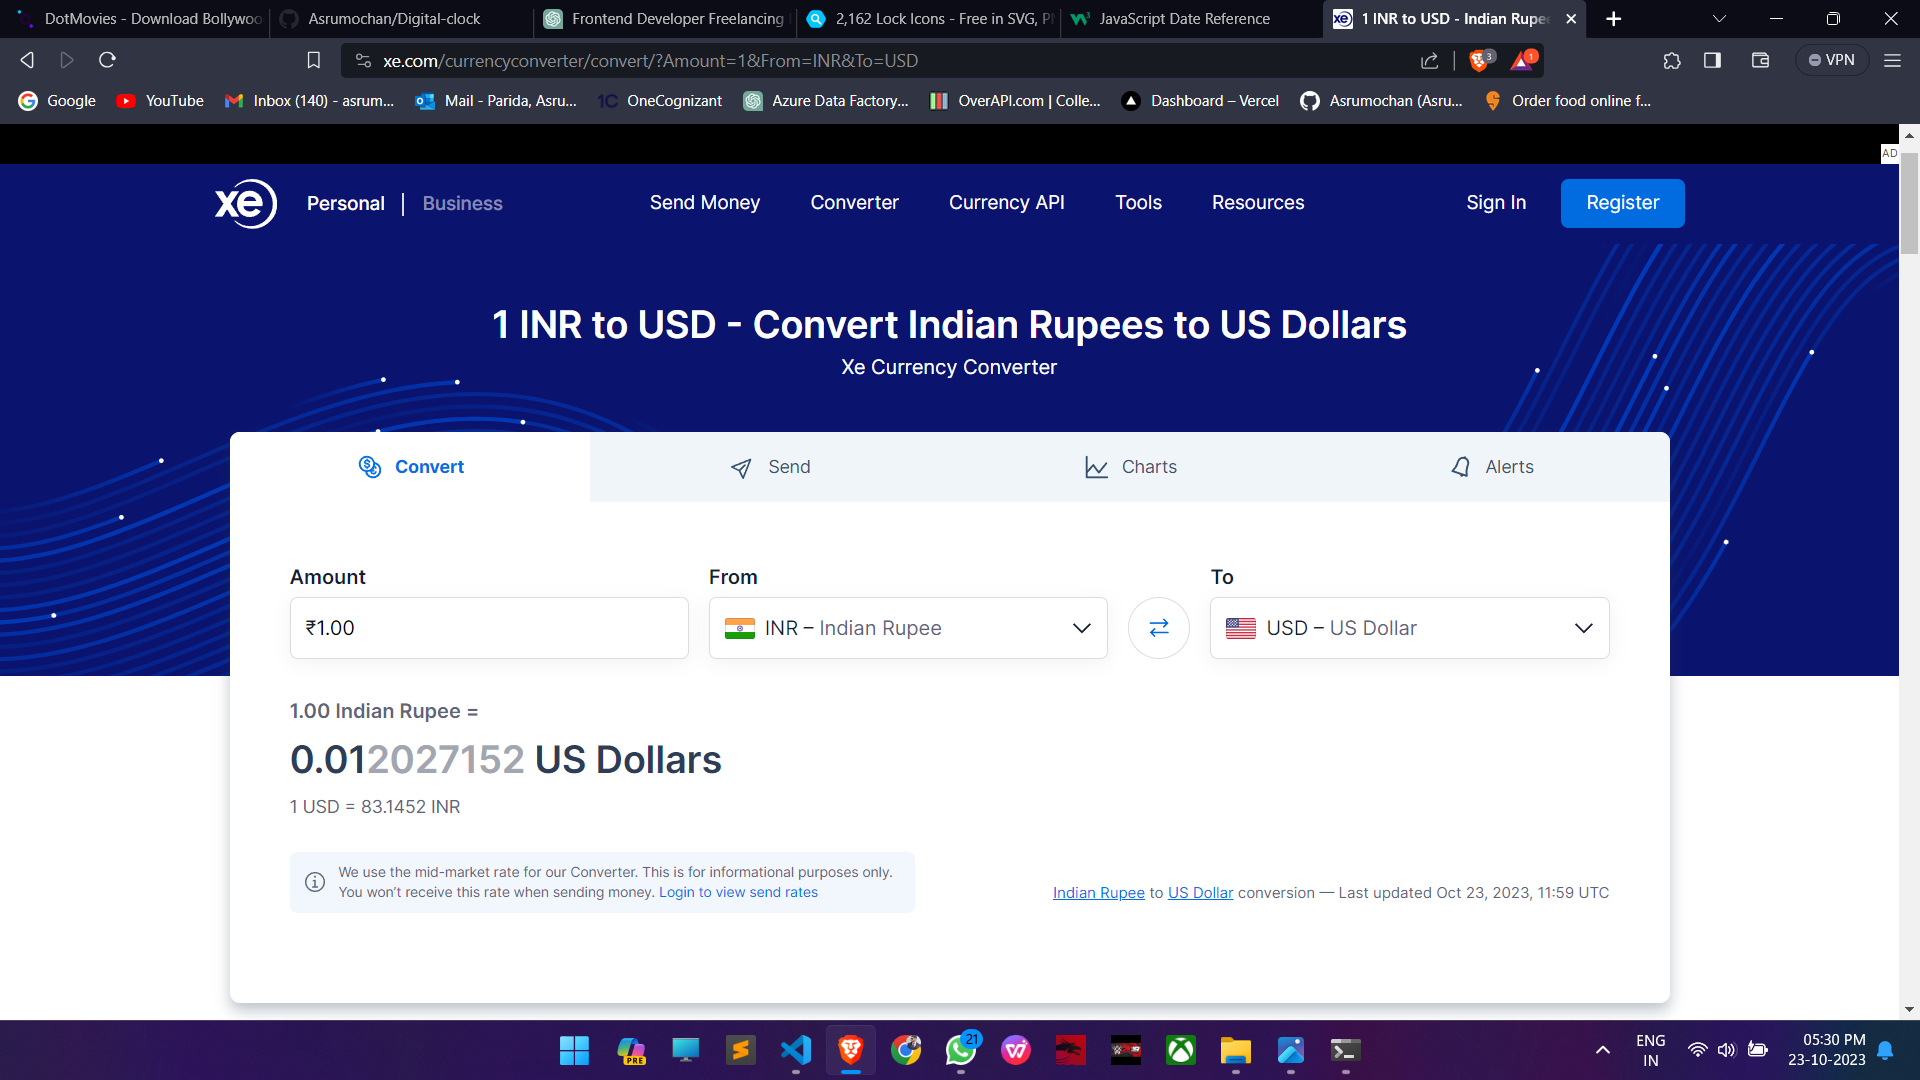 DotMovies - Download Bollywoo
Asrumochan/Digital-clock
Frontend Developer Freelancing
2,162 Lock Icons - Free in SVG, P
JavaScript Date Reference
xe
1 INR to USD - Indian Rupe
xe.com/currencyconverter/convert/?Amount=1&From=INR&To=USD
3
1
VPN
Google
YouTube
Inbox (140) - asrum...
Mail - Parida, Asru...
1C
OneCognizant
Azure Data Factory...
OverAPI.com | Colle...
Dashboard – Vercel
Asrumochan (Asru...
Order food online f...
AD
xe
Personal
Business
Send Money
Converter
Currency API
Tools
Resources
Sign In
Register
1 INR to USD - Convert Indian Rupees to US Dollars
Xe Currency Converter
Convert
Send
Charts
Alerts
Amount
From
To
₹1.00
INR – Indian Rupee
USD – US Dollar
1.00 Indian Rupee =
0.012027152 US Dollars
1 USD = 83.1452 INR
We use the mid-market rate for our Converter. This is for informational purposes only.
You won’t receive this rate when sending money. Login to view send rates
Indian Rupee to US Dollar conversion — Last updated Oct 23, 2023, 11:59 UTC
PRE
21
ENG
IN
05:30 PM
23-10-2023